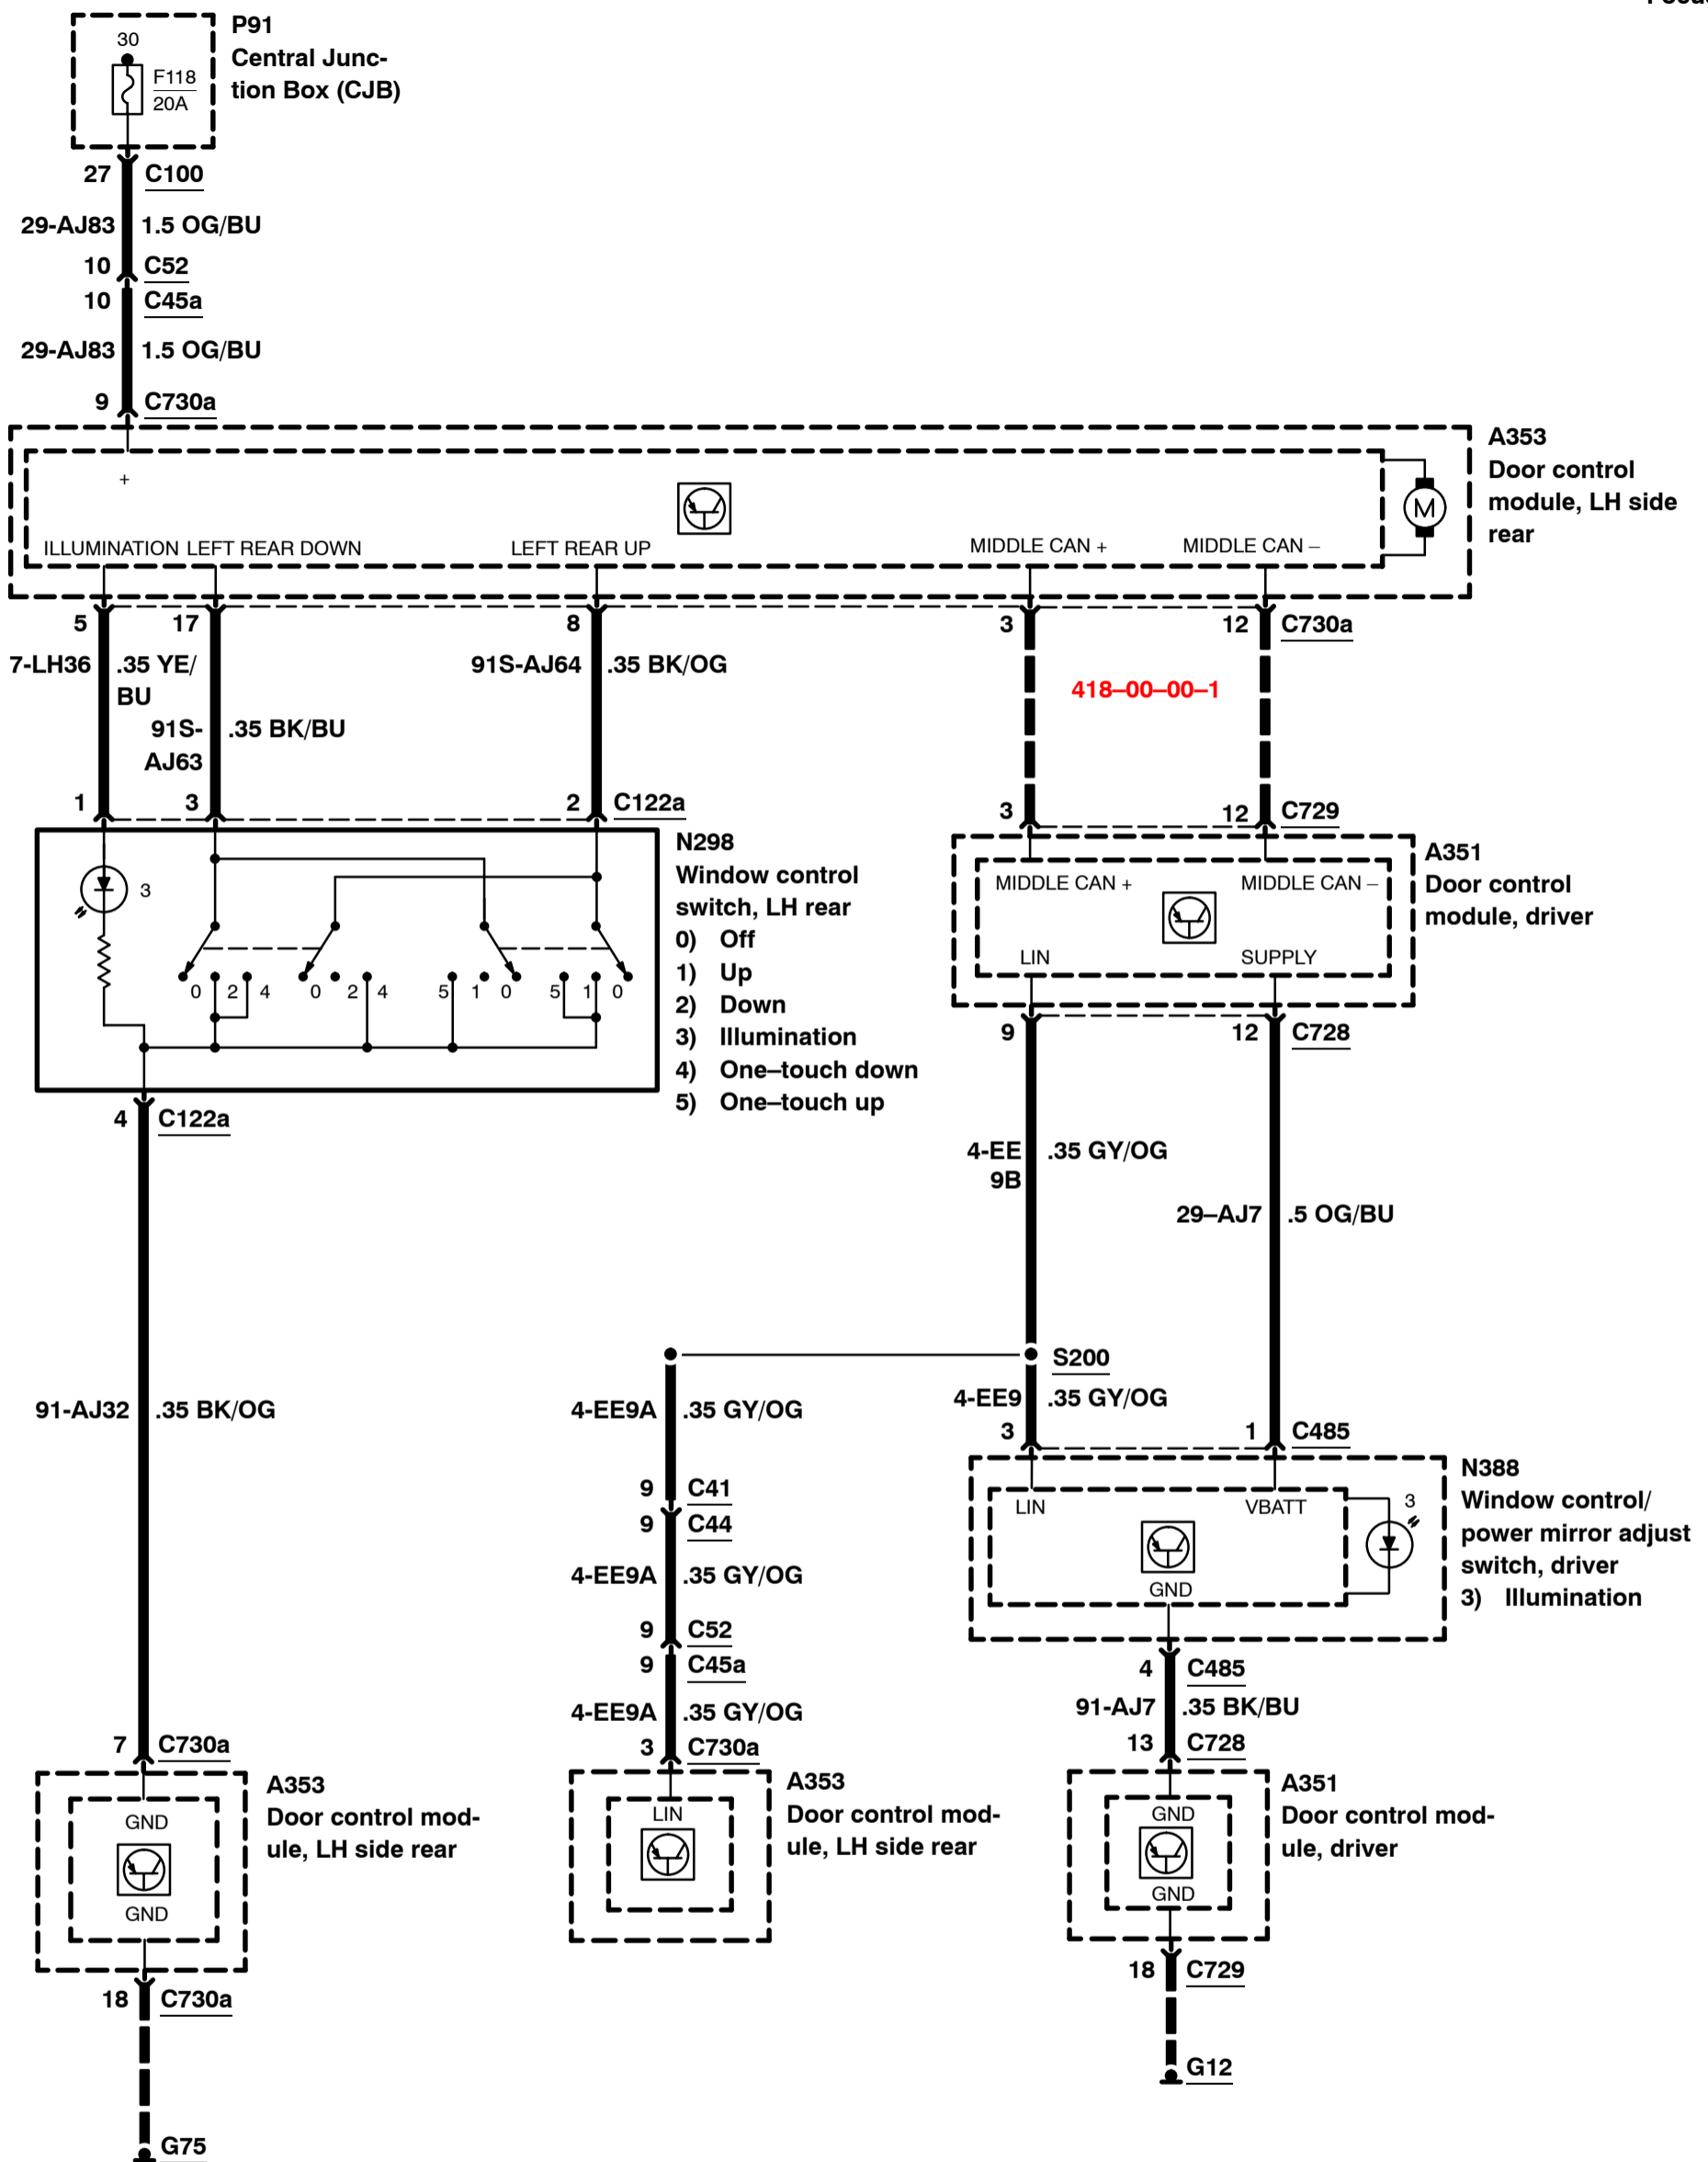 P91
Central Junc-
tion Box (CJB)
30
F118
20A
27 C100
29-AJ83 1.5 OG/BU
10 C52
10 C45a
29-AJ83 1.5 OG/BU
9 C730a
A353
Door control
module, LH side
rear
+
M
ILLUMINATION LEFT REAR DOWN LEFT REAR UP MIDDLE CAN + MIDDLE CAN –
5 17 8 3 12 C730a
7-LH36 .35 YE/
BU
91S-AJ64 .35 BK/OG
418–00–00–1
91S-
AJ63
.35 BK/BU
1 3 2 C122a
3 12 C729
N298
Window control
switch, LH rear
0) Off
1) Up
2) Down
3) Illumination
4) One–touch down
5) One–touch up
3
0 2 4 0 2 4 5 1 0 5 1 0
A351
Door control
module, driver
MIDDLE CAN + MIDDLE CAN –
LIN SUPPLY
9 12 C728
4 C122a
4-EE
9B
.35 GY/OG
29–AJ7 .5 OG/BU
S200
91-AJ32 .35 BK/OG
4-EE9A .35 GY/OG
4-EE9 .35 GY/OG
3 1 C485
9 C41
9 C44
4-EE9A .35 GY/OG
9 C52
9 C45a
4-EE9A .35 GY/OG
3 C730a
N388
Window control/
power mirror adjust
switch, driver
3) Illumination
LIN VBATT
3
GND
4 C485
91-AJ7 .35 BK/BU
13 C728
7 C730a
A353
Door control mod-
ule, LH side rear
GND
GND
A353
Door control mod-
ule, LH side rear
LIN
A351
Door control mod-
ule, driver
GND
GND
18 C730a
18 C729
G12
G75